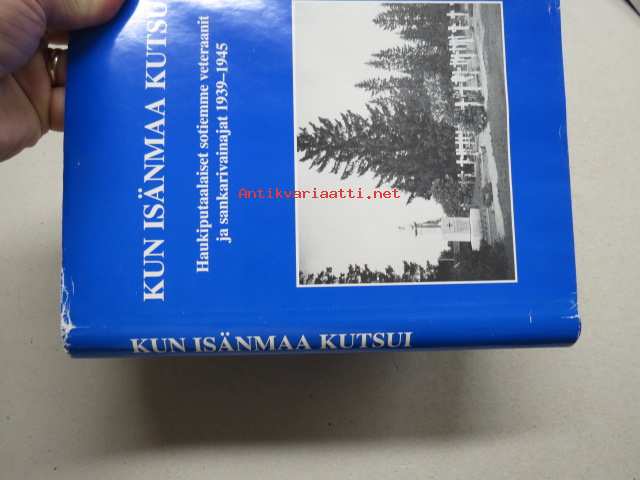 KUN ISÄNMAA KUTSUI
Haukiputaalaiset sotiemme veteraanit
ja sankarivainajat 1939–1945
Antikvariaatti.net
KUN ISÄNMAA KUTSUI